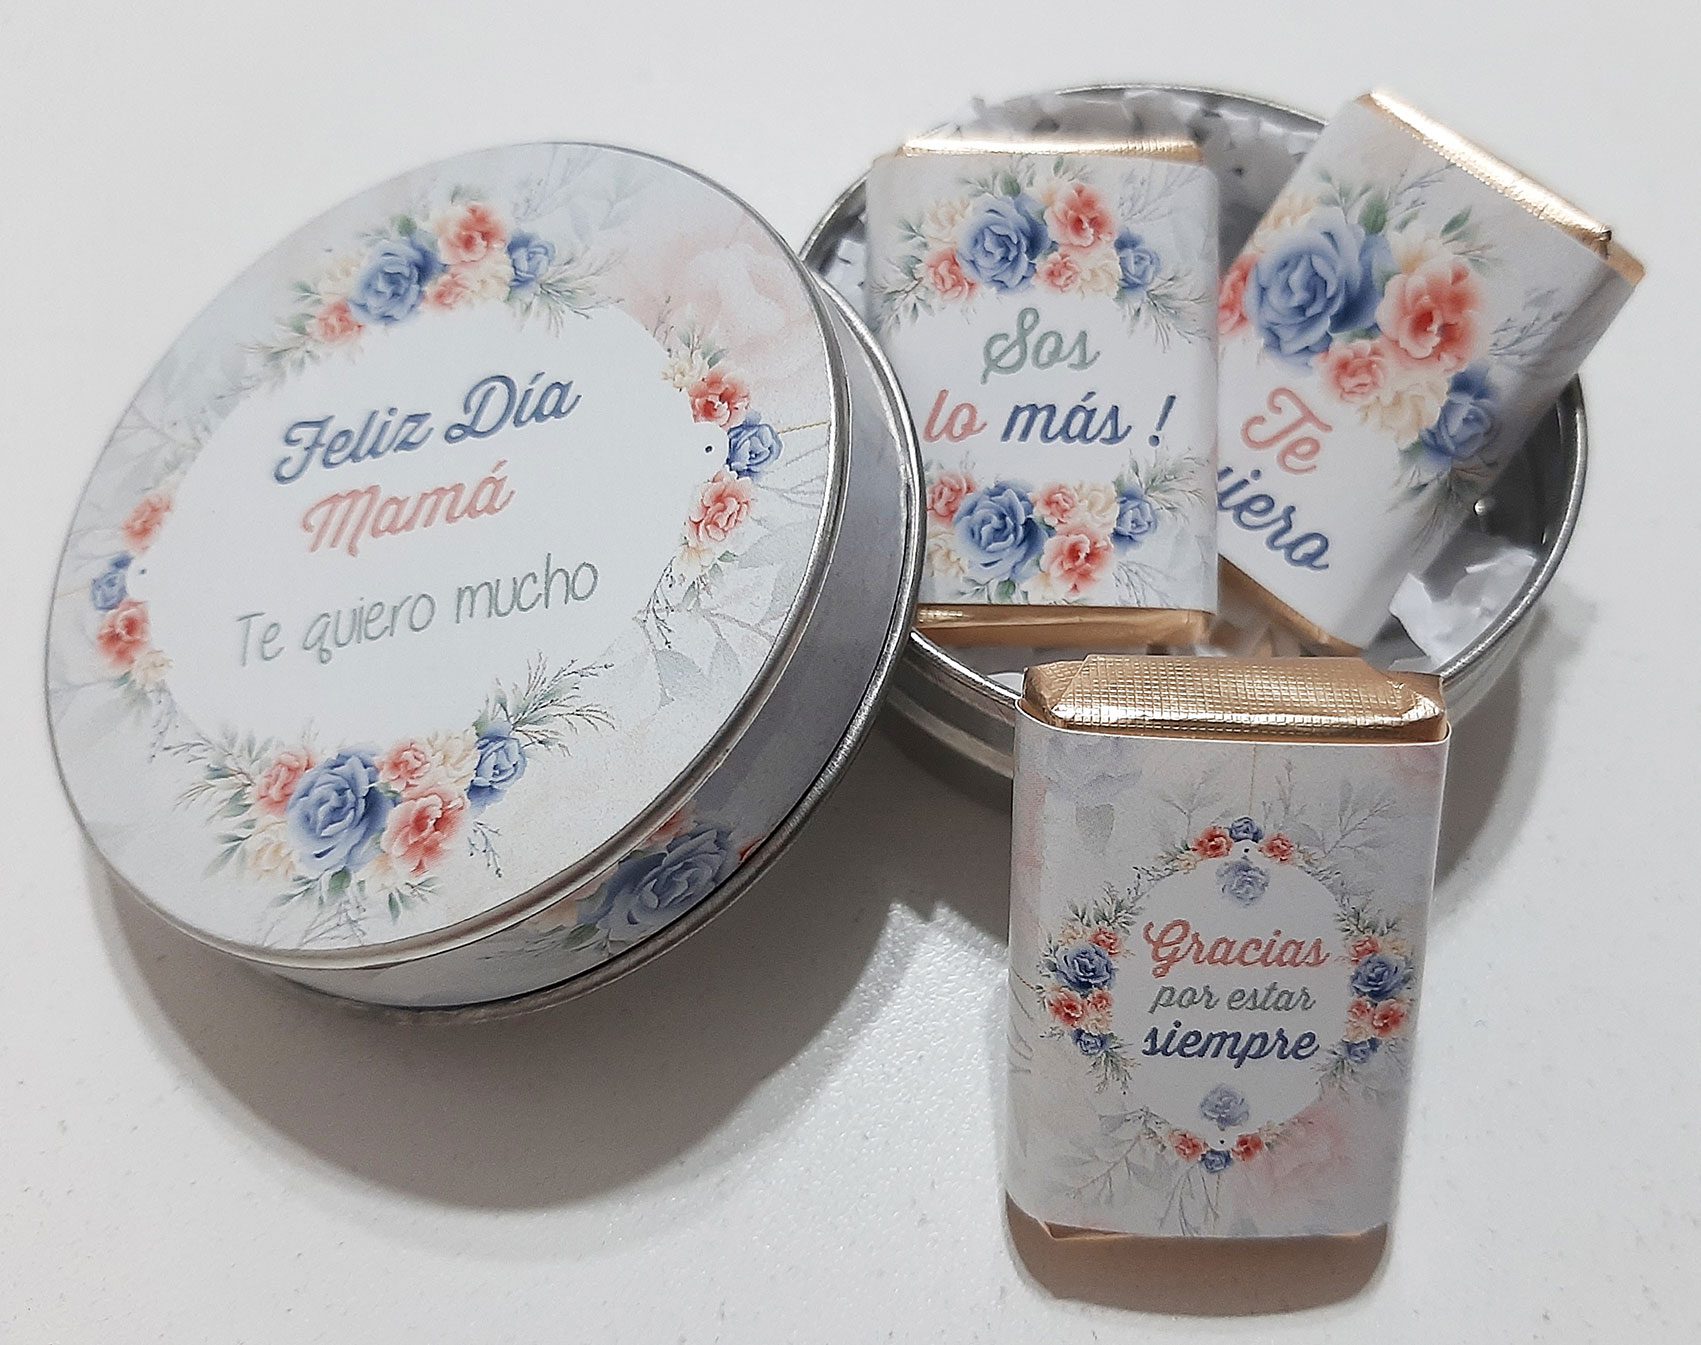 Feliz Día
Mamá
Te quiero mucho
Sos
lo más !
Te
uiero
Gracias
por estar
siempre